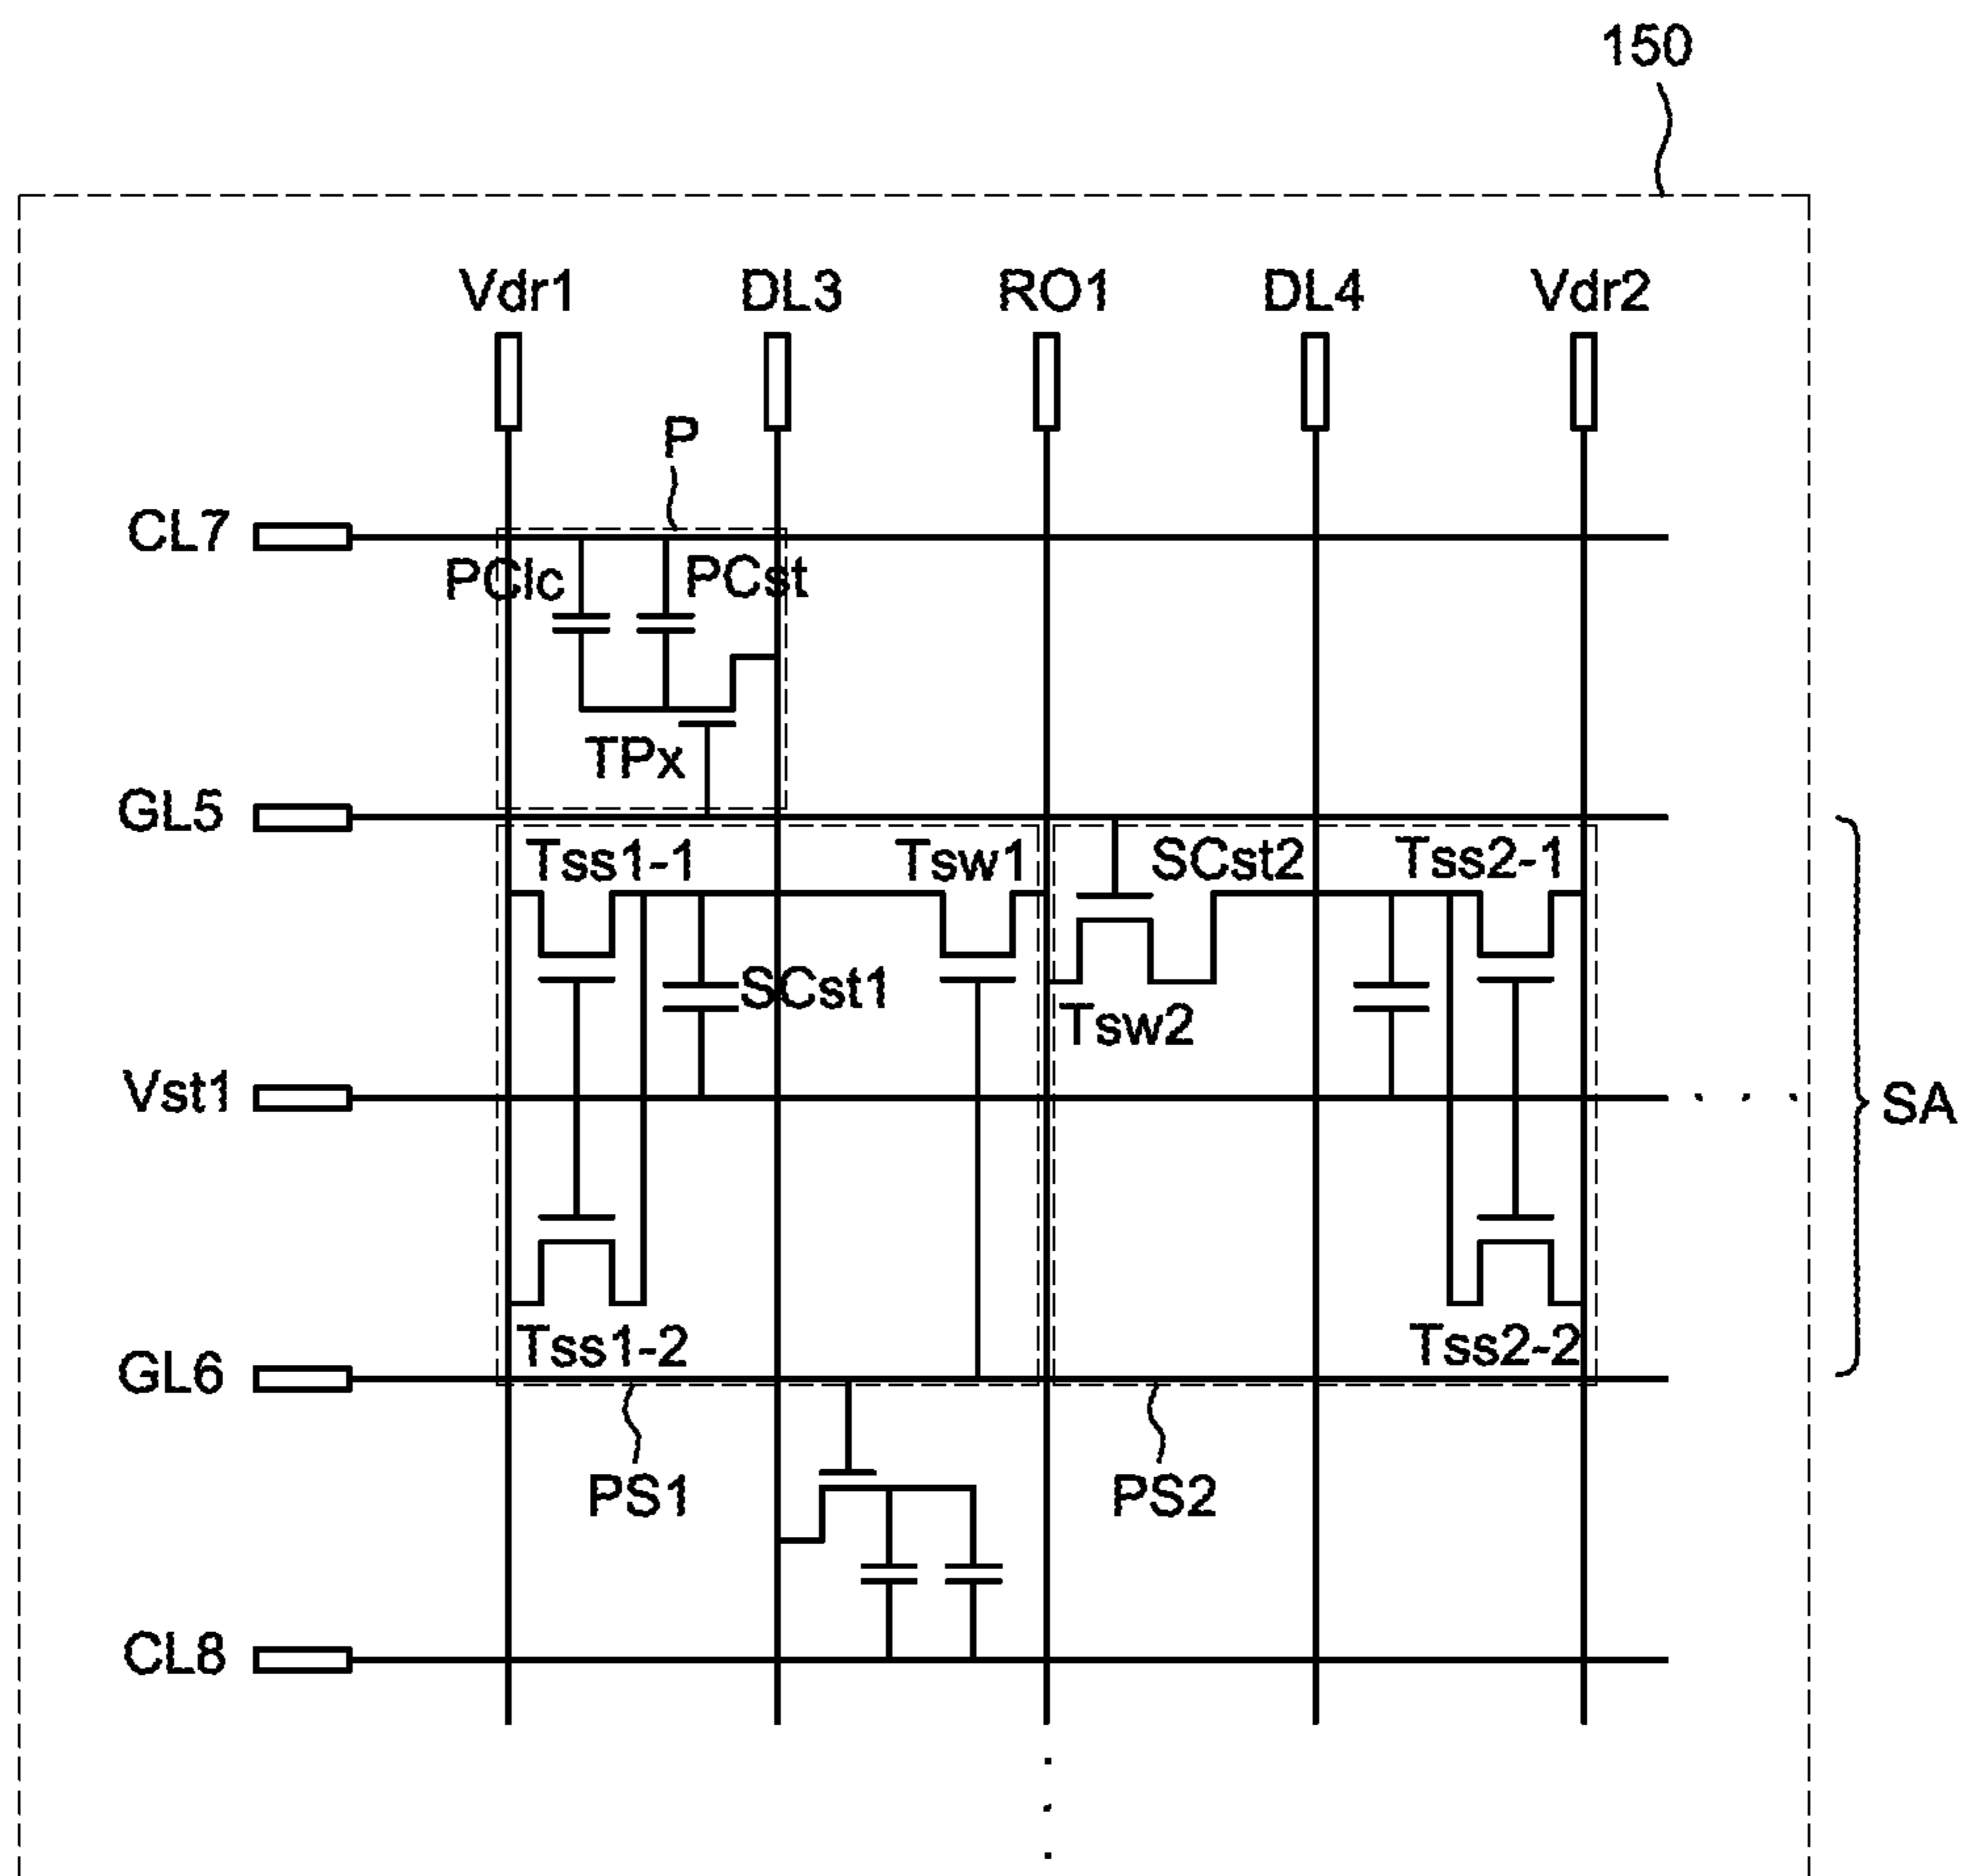 150
Vdr1 DL3 RO1 DL4 Vdr2
P
CL7
PClc PCst
TPx
GL5
Tss1-1 Tsw1 SCst2 Tss2-1
SCst1
Tsw2
Vst1
SA
Tss1-2 Tss2-2
GL6
PS1 PS2
CL8